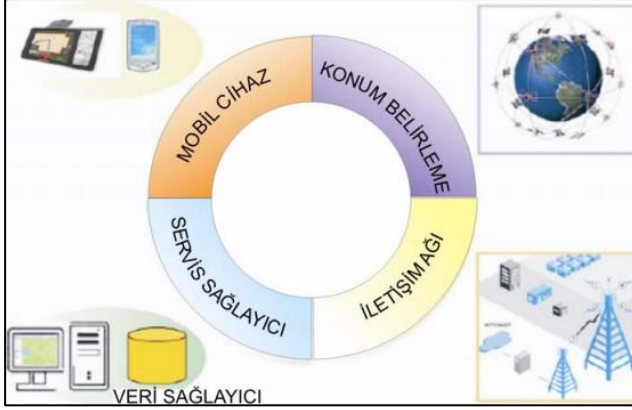 MOBİL CİHAZ
KONUM BELİRLEME
SERVİS SAĞLAYICI
İLETİŞİM AĞI
VERİ SAĞLAYICI